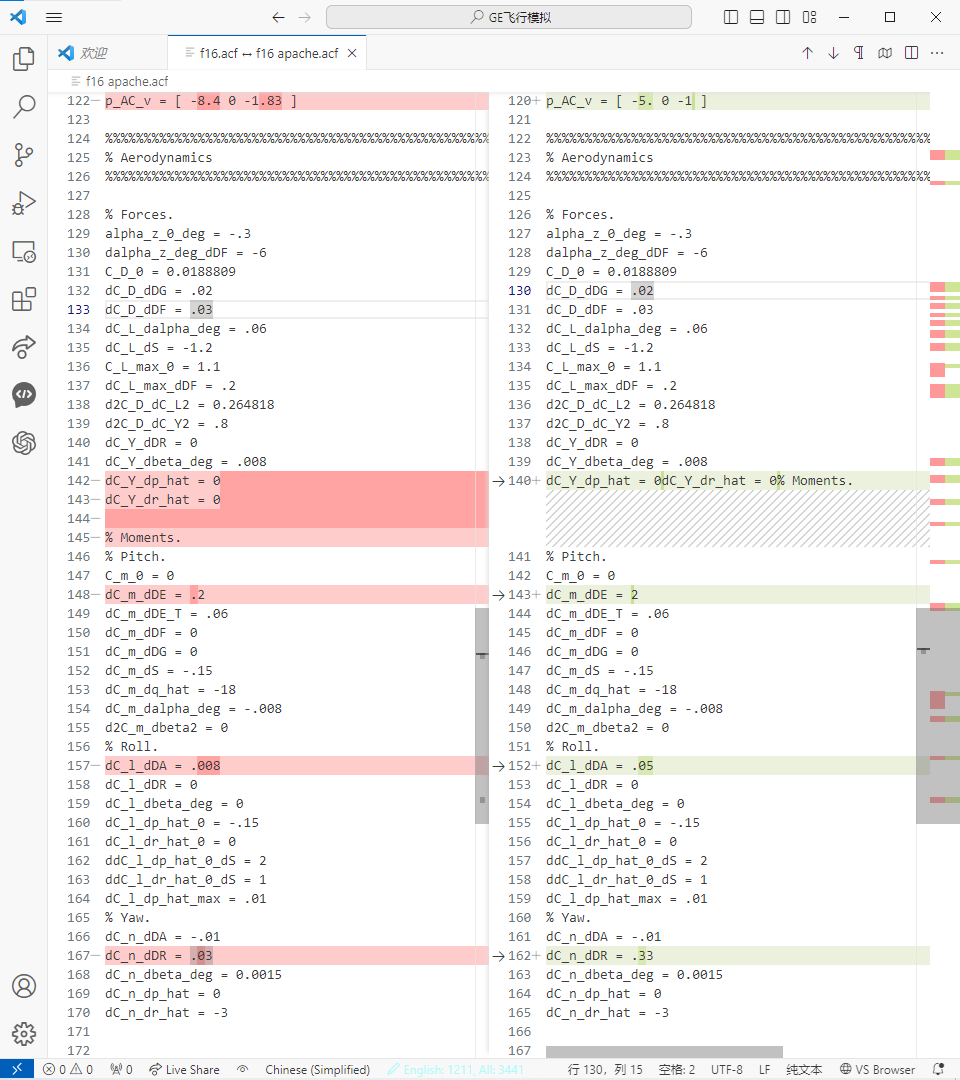 GE飞行模拟
欢迎
f16.acf ↔ f16 apache.acf
f16 apache.acf
122 p_AC_v = [ -8.4 0 -1.83 ]
123
124 %%%%%%%%%%%%%%%%%%%%%%%%%%%%%%%%%%%%%%%%%%%%%%%%%%
125 % Aerodynamics
126 %%%%%%%%%%%%%%%%%%%%%%%%%%%%%%%%%%%%%%%%%%%%%%%%%%
127
128 % Forces.
129 alpha_z_0_deg = -.3
130 dalpha_z_deg_dDF = -6
131 C_D_0 = 0.0188809
132 dC_D_dDG = .02
133 dC_D_dDF = .03
134 dC_L_dalpha_deg = .06
135 dC_L_dS = -1.2
136 C_L_max_0 = 1.1
137 dC_L_max_dDF = .2
138 d2C_D_dC_L2 = 0.264818
139 d2C_D_dC_Y2 = .8
140 dC_Y_dDR = 0
141 dC_Y_dbeta_deg = .008
142 dC_Y_dp_hat = 0
143 dC_Y_dr_hat = 0
144
145 % Moments.
146 % Pitch.
147 C_m_0 = 0
148 dC_m_dDE = .2
149 dC_m_dDE_T = .06
150 dC_m_dDF = 0
151 dC_m_dDG = 0
152 dC_m_dS = -.15
153 dC_m_dq_hat = -18
154 dC_m_dalpha_deg = -.008
155 d2C_m_dbeta2 = 0
156 % Roll.
157 dC_l_dDA = .008
158 dC_l_dDR = 0
159 dC_l_dbeta_deg = 0
160 dC_l_dp_hat_0 = -.15
161 dC_l_dr_hat_0 = 0
162 ddC_l_dp_hat_0_dS = 2
163 ddC_l_dr_hat_0_dS = 1
164 dC_l_dp_hat_max = .01
165 % Yaw.
166 dC_n_dDA = -.01
167 dC_n_dDR = .03
168 dC_n_dbeta_deg = 0.0015
169 dC_n_dp_hat = 0
170 dC_n_dr_hat = -3
171
172
120+ p_AC_v = [ -5. 0 -1 ]
121
122 %%%%%%%%%%%%%%%%%%%%%%%%%%%%%%%%%%%%%%%%%%%%%%%%%%
123 % Aerodynamics
124 %%%%%%%%%%%%%%%%%%%%%%%%%%%%%%%%%%%%%%%%%%%%%%%%%%
125
126 % Forces.
127 alpha_z_0_deg = -.3
128 dalpha_z_deg_dDF = -6
129 C_D_0 = 0.0188809
130 dC_D_dDG = .02
131 dC_D_dDF = .03
132 dC_L_dalpha_deg = .06
133 dC_L_dS = -1.2
134 C_L_max_0 = 1.1
135 dC_L_max_dDF = .2
136 d2C_D_dC_L2 = 0.264818
137 d2C_D_dC_Y2 = .8
138 dC_Y_dDR = 0
139 dC_Y_dbeta_deg = .008
140+ dC_Y_dp_hat = 0dC_Y_dr_hat = 0% Moments.
141 % Pitch.
142 C_m_0 = 0
143+ dC_m_dDE = 2
144 dC_m_dDE_T = .06
145 dC_m_dDF = 0
146 dC_m_dDG = 0
147 dC_m_dS = -.15
148 dC_m_dq_hat = -18
149 dC_m_dalpha_deg = -.008
150 d2C_m_dbeta2 = 0
151 % Roll.
152+ dC_l_dDA = .05
153 dC_l_dDR = 0
154 dC_l_dbeta_deg = 0
155 dC_l_dp_hat_0 = -.15
156 dC_l_dr_hat_0 = 0
157 ddC_l_dp_hat_0_dS = 2
158 ddC_l_dr_hat_0_dS = 1
159 dC_l_dp_hat_max = .01
160 % Yaw.
161 dC_n_dDA = -.01
162+ dC_n_dDR = .33
163 dC_n_dbeta_deg = 0.0015
164 dC_n_dp_hat = 0
165 dC_n_dr_hat = -3
166
167
0 0 0 Live Share Chinese (Simplified) English: 1211, All: 3441 行 130，列 15 空格: 2 UTF-8 LF 纯文本 VS Browser